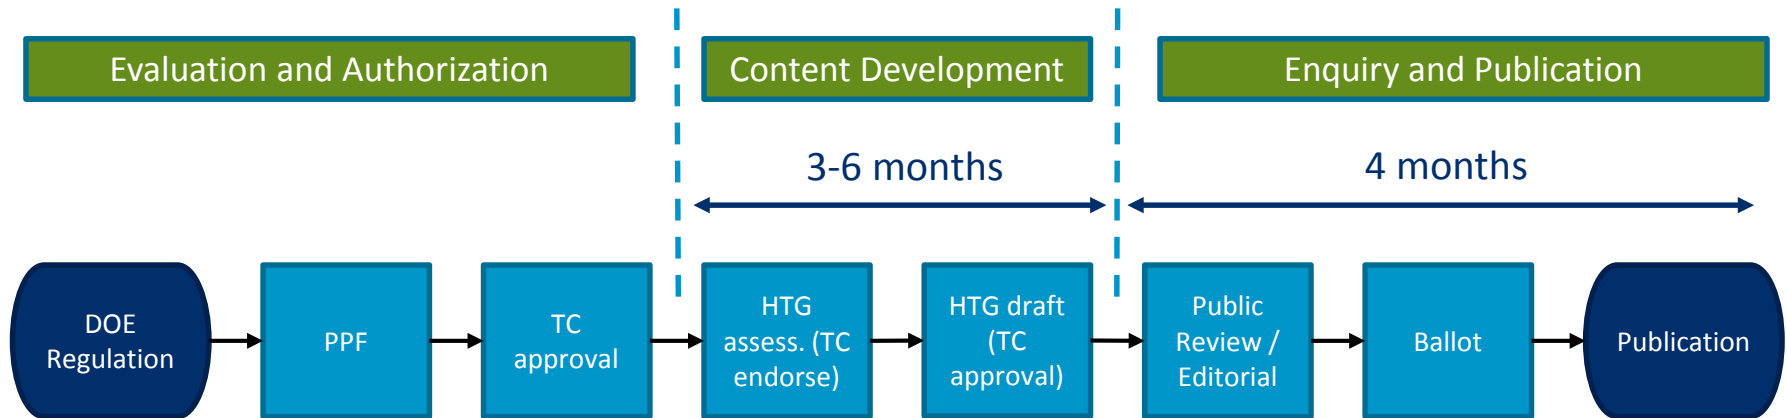 Evaluation and Authorization
Content Development
Enquiry and Publication
3-6 months
4 months
DOE
Regulation
PPF
TC
approval
HTG
assess. (TC
endorse)
HTG draft
(TC
approval)
Public
Review /
Editorial
Ballot
Publication